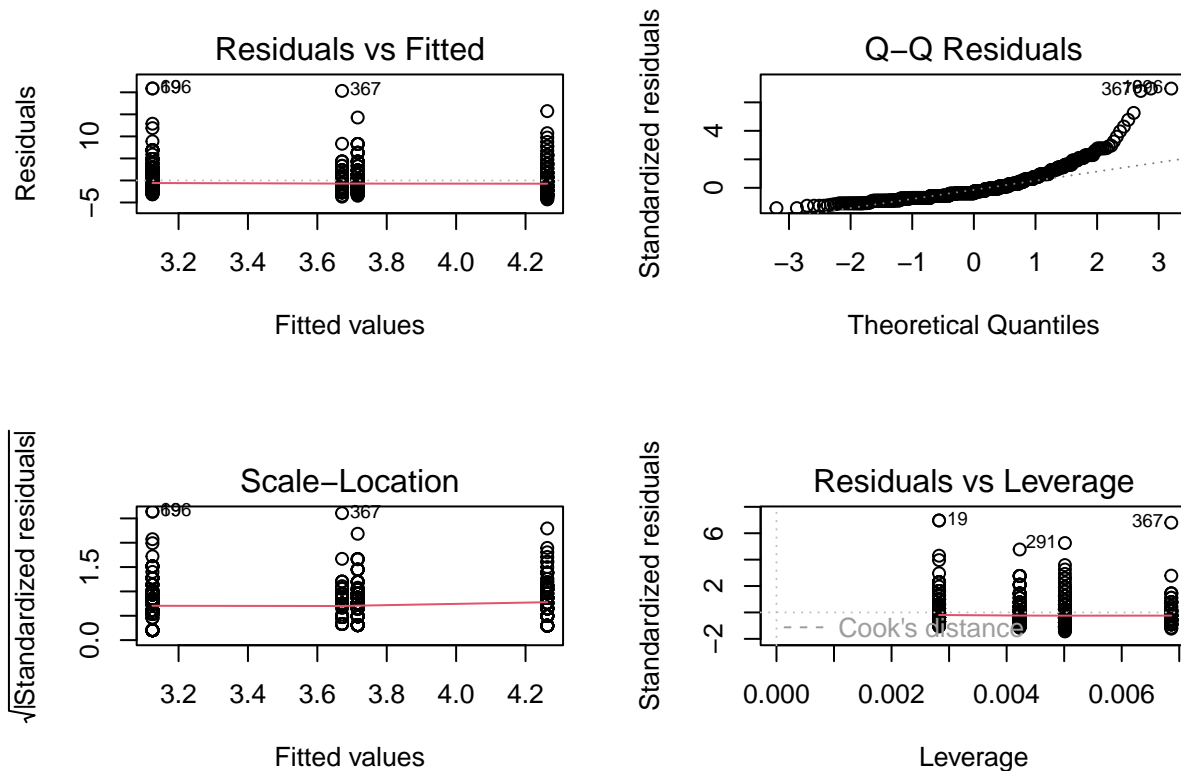 Residuals vs Fitted
Residuals
10
−5
367
3.2 3.4 3.6 3.8 4.0 4.2
Fitted values
Q−Q Residuals
Standardized residuals
4
0
−3 −2 −1 0 1 2 3
Theoretical Quantiles
Scale−Location
√|Standardized residuals|
1.5
0.0
367
3.2 3.4 3.6 3.8 4.0 4.2
Fitted values
Residuals vs Leverage
Standardized residuals
6
2
−2
19
367
291
Cook's distance
0.000 0.002 0.004 0.006
Leverage